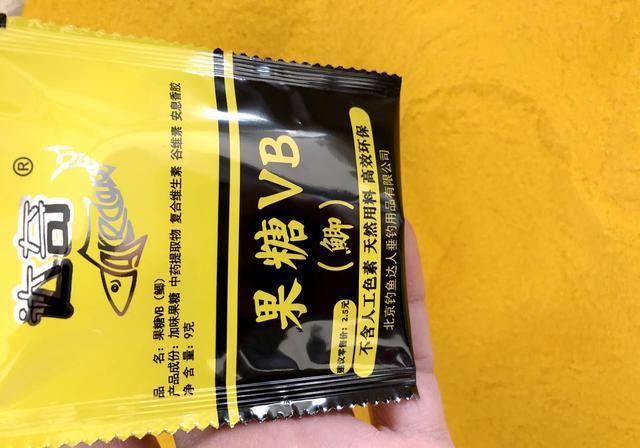 达奇®
品 名：果糖VB（鲫）
产品成份：加味果糖 中药提取物 复合维生素 谷维素 安息香胶
净含量：9克
果糖VB
（鲫）
建议零售价：2.5元
不含人工色素 天然用料 高效环保
北京钓鱼达人垂钓用品有限公司